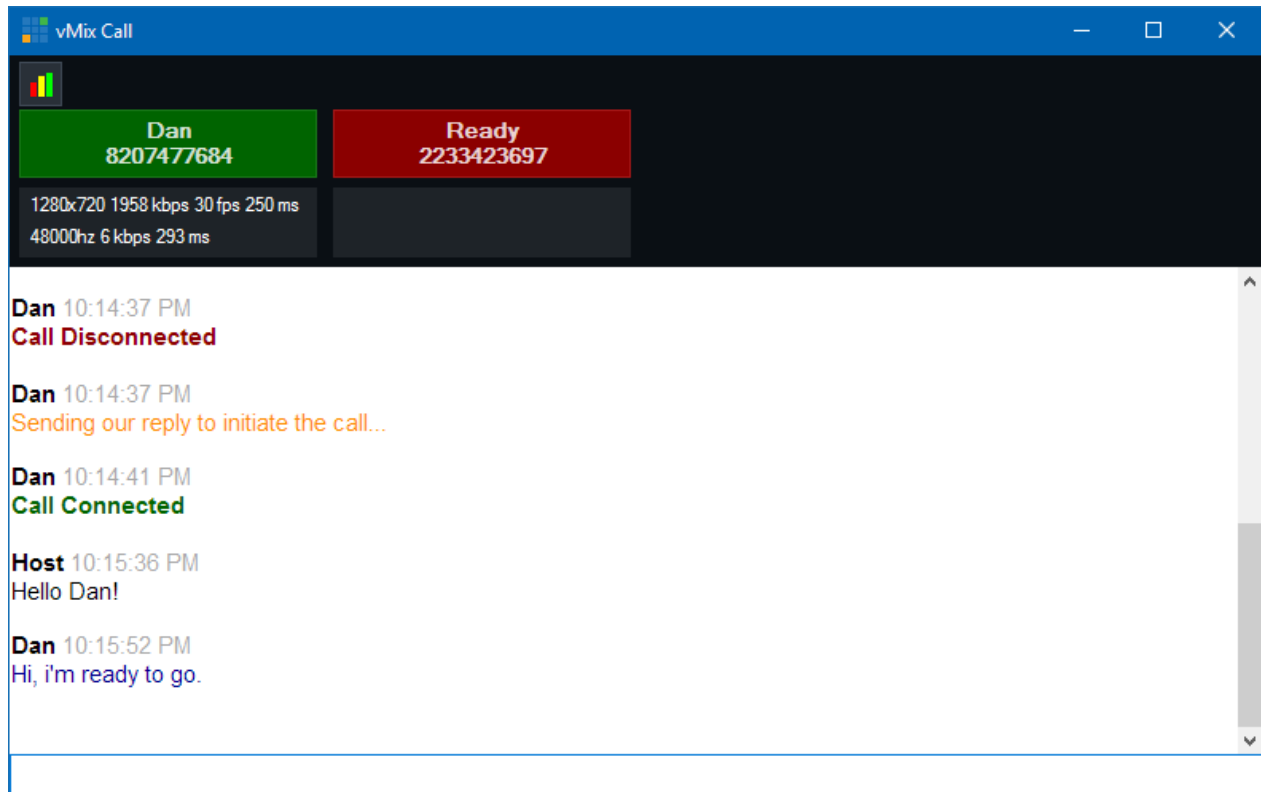 vMix Call
Dan
8207477684
Ready
2233423697
1280x720 1958 kbps 30 fps 250 ms
48000hz 6 kbps 293 ms
Dan 10:14:37 PM
Call Disconnected
Dan 10:14:37 PM
Sending our reply to initiate the call...
Dan 10:14:41 PM
Call Connected
Host 10:15:36 PM
Hello Dan!
Dan 10:15:52 PM
Hi, i'm ready to go.